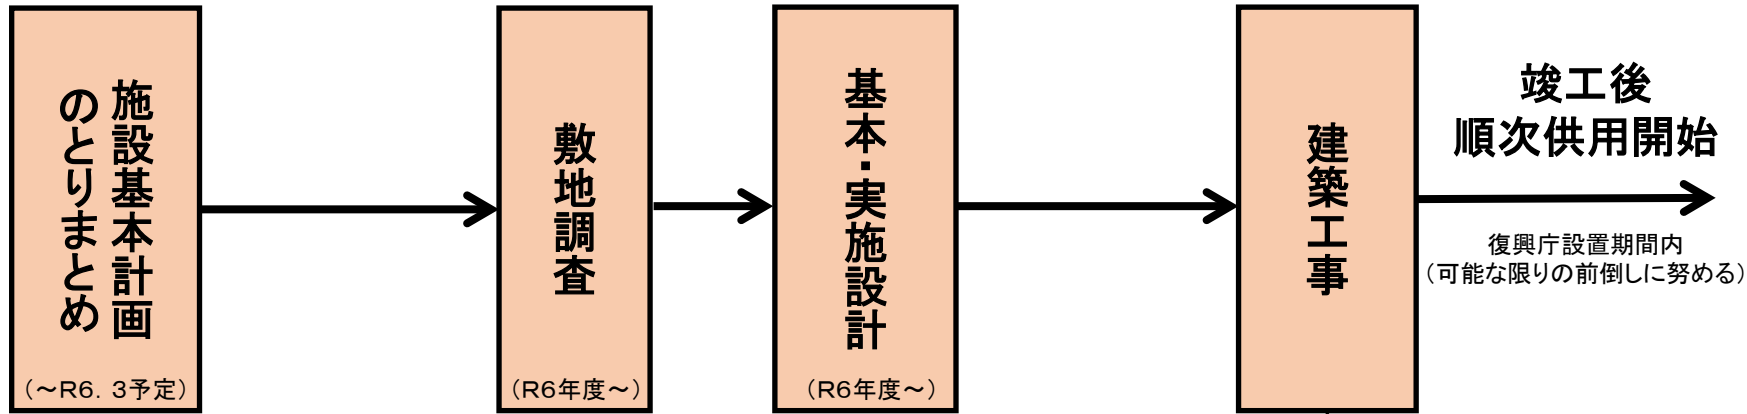 施設基本計画
のとりまとめ
（～R6．3予定）
敷地調査
（R6年度～）
基本・実施設計
（R6年度～）
建築工事
竣工後
順次供用開始
復興庁設置期間内
（可能な限りの前倒しに努める）